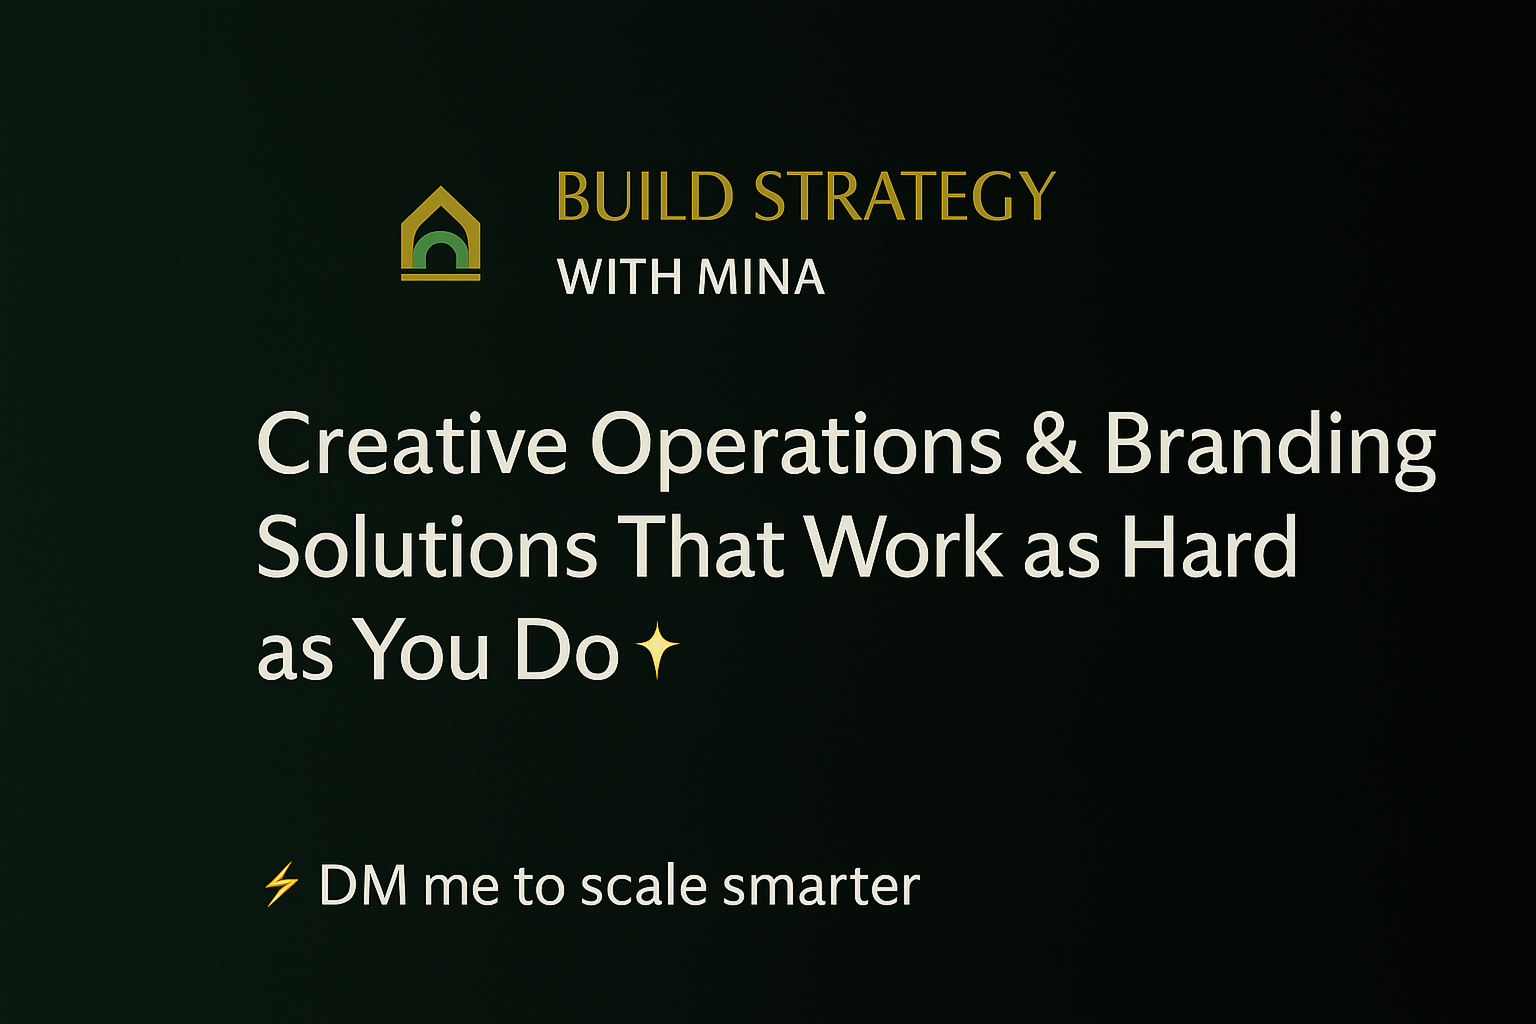 BUILD STRATEGY
WITH MINA
Creative Operations & Branding
Solutions That Work as Hard
as You Do✨
⚡ DM me to scale smarter